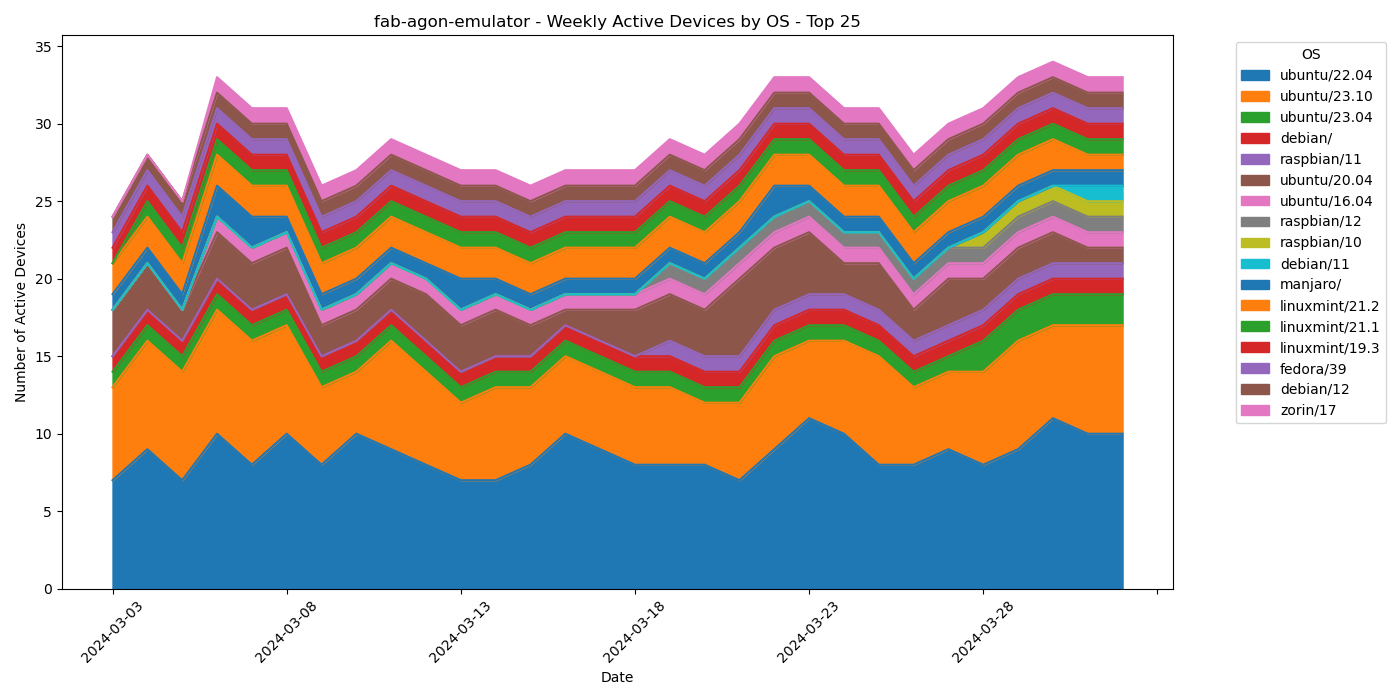 fab-agon-emulator - Weekly Active Devices by OS - Top 25
Number of Active Devices
35
30
25
20
15
10
5
0
2024-03-03
2024-03-08
2024-03-13
2024-03-18
2024-03-23
2024-03-28
Date
OS
ubuntu/22.04
ubuntu/23.10
ubuntu/23.04
debian/
raspbian/11
ubuntu/20.04
ubuntu/16.04
raspbian/12
raspbian/10
debian/11
manjaro/
linuxmint/21.2
linuxmint/21.1
linuxmint/19.3
fedora/39
debian/12
zorin/17